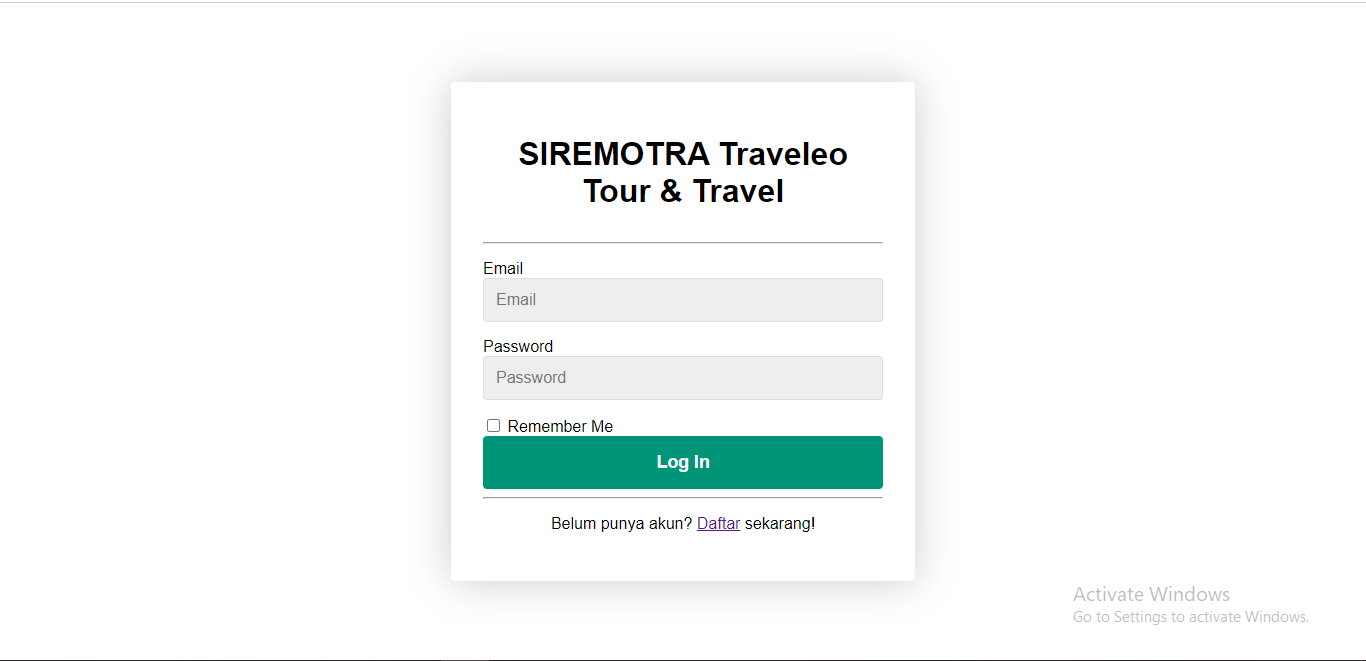 SIREMOTRA Traveleo
Tour & Travel
Email
Email
Password
Password
Remember Me
Log In
Belum punya akun? Daftar sekarang!
Activate Windows
Go to Settings to activate Windows.